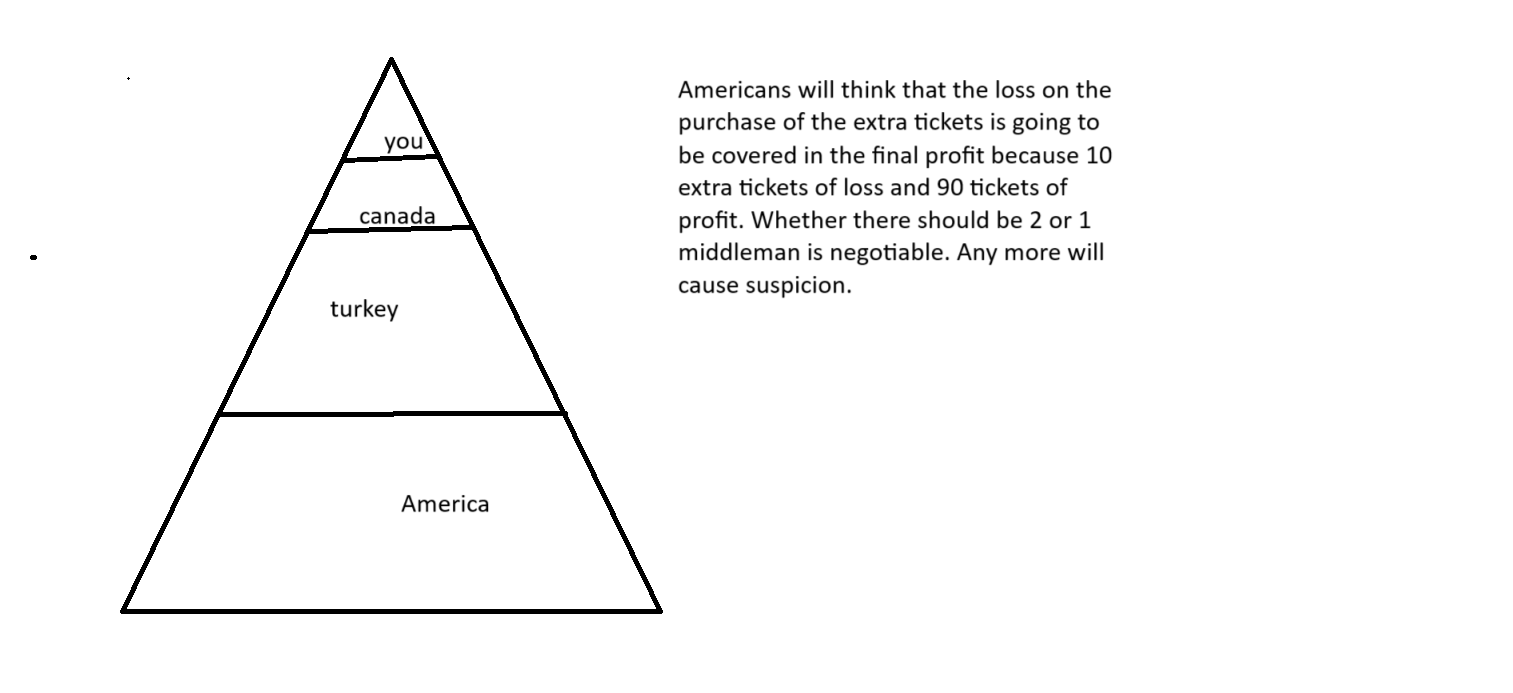 you
canada
turkey
America
Americans will think that the loss on the
purchase of the extra tickets is going to
be covered in the final profit because 10
extra tickets of loss and 90 tickets of
profit. Whether there should be 2 or 1
middleman is negotiable. Any more will
cause suspicion.